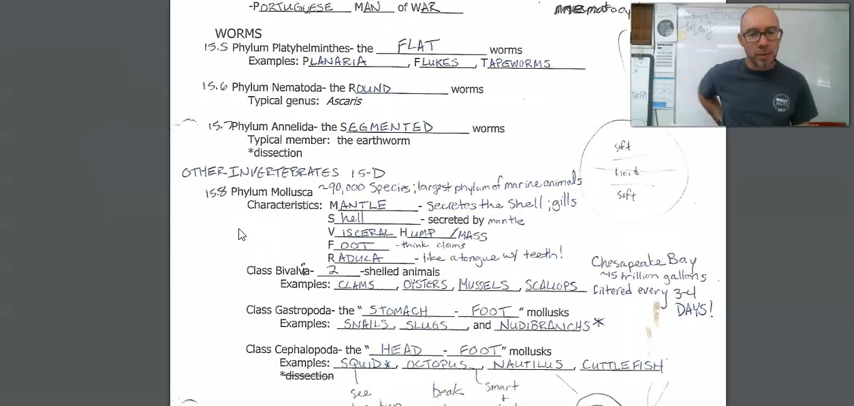 -PORTUGUESE MAN of WAR
WORMS
15.5 Phylum Platyhelminthes- the FLAT worms
Examples: PLANARIA, FLUKES, TAPEWORMS
15.6 Phylum Nematoda- the ROUND worms
Typical genus: Ascaris
15.7 Phylum Annelida- the SEGMENTED worms
Typical member: the earthworm
*dissection
OTHER INVERTEBRATES 15-D
15.8 Phylum Mollusca ~90,000 Species; largest phylum of marine animals
Characteristics: MANTLE - secretes the shell; gills
Shell - secreted by mantle
VISCERAL HUMP/MASS
FOOT - think clams
RADULA - like a tongue w/ teeth!
Class Bivalvia- 2 -shelled animals
Examples: CLAMS, OYSTERS, MUSSELS, SCALLOPS
Class Gastropoda- the "STOMACH - FOOT" mollusks
Examples: SNAILS, SLUGS, and NUDIBRANCHS*
Class Cephalopoda- the "HEAD - FOOT" mollusks
Examples: SQUID*, OCTOPUS, NAUTILUS, CUTTLEFISH
*dissection
see
beak
smart
+
soft
soft
Chesapeake Bay
~15 trillion gallons
filtered every 3-4
DAYS!